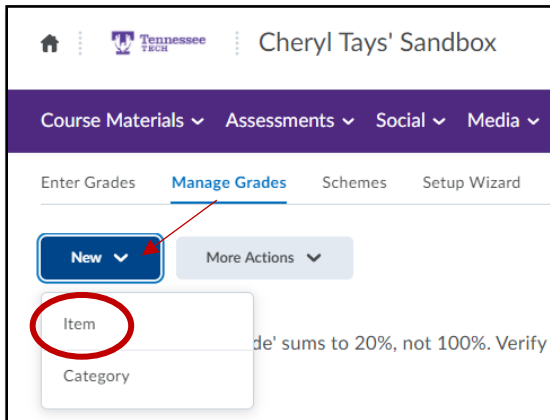 Tennessee TECH Cheryl Tays' Sandbox
Course Materials Assessments Social Media
Enter Grades Manage Grades Schemes Setup Wizard
New More Actions
Item
de' sums to 20%, not 100%. Verify
Category